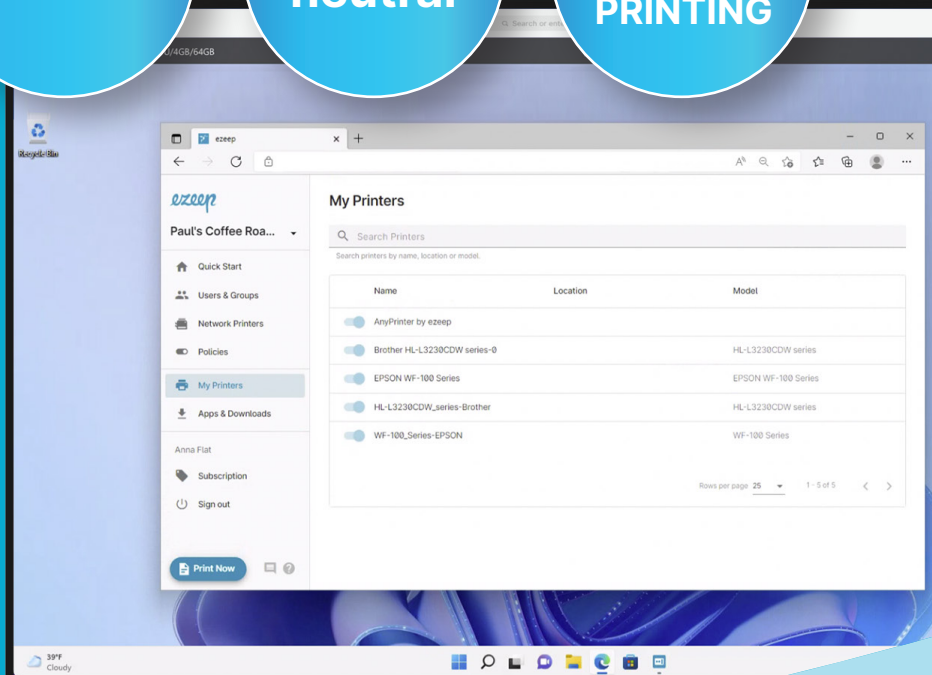 neutral
PRINTING
Search or ente
/4GB/64GB
Recycle Bin
ezeep
ezeep
Paul's Coffee Roa...
Quick Start
Users & Groups
Network Printers
Policies
My Printers
Apps & Downloads
Anna Flat
Subscription
Sign out
Print Now
My Printers
Search Printers
Search printers by name, location or model.
Name Location Model
AnyPrinter by ezeep
Brother HL-L3230CDW series-0 HL-L3230CDW series
EPSON WF-100 Series EPSON WF-100 Series
HL-L3230CDW_series-Brother HL-L3230CDW series
WF-100_Series-EPSON WF-100 Series
Rows per page 25 1 - 5 of 5
39°F
Cloudy